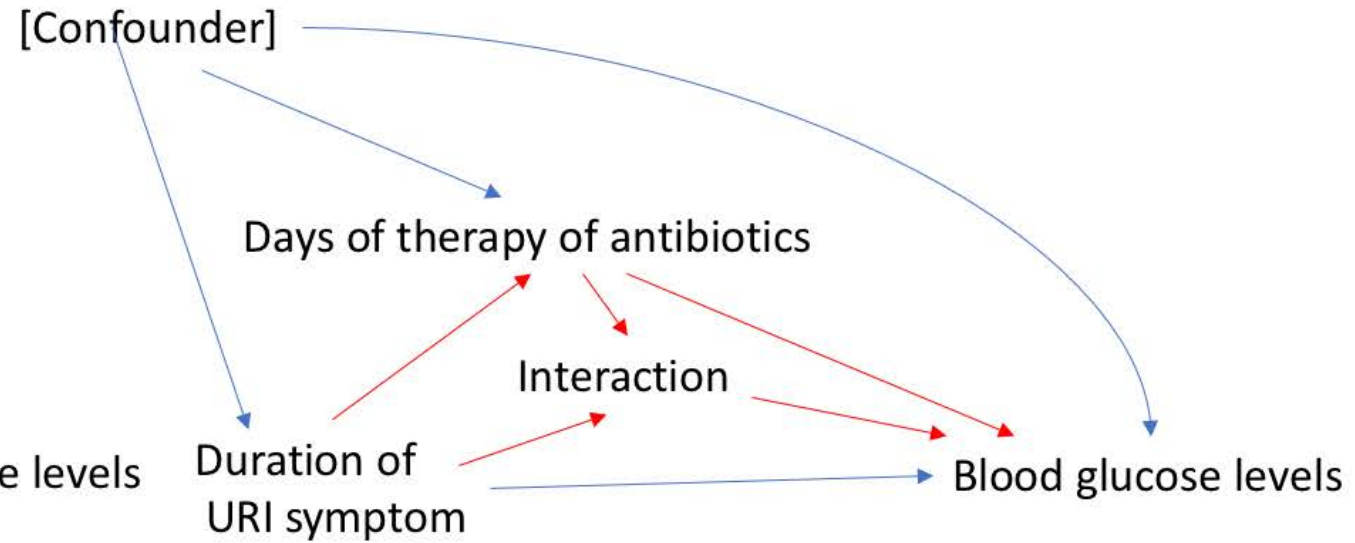 [Confounder]
Days of therapy of antibiotics
Interaction
e levels
Duration of
URI symptom
Blood glucose levels